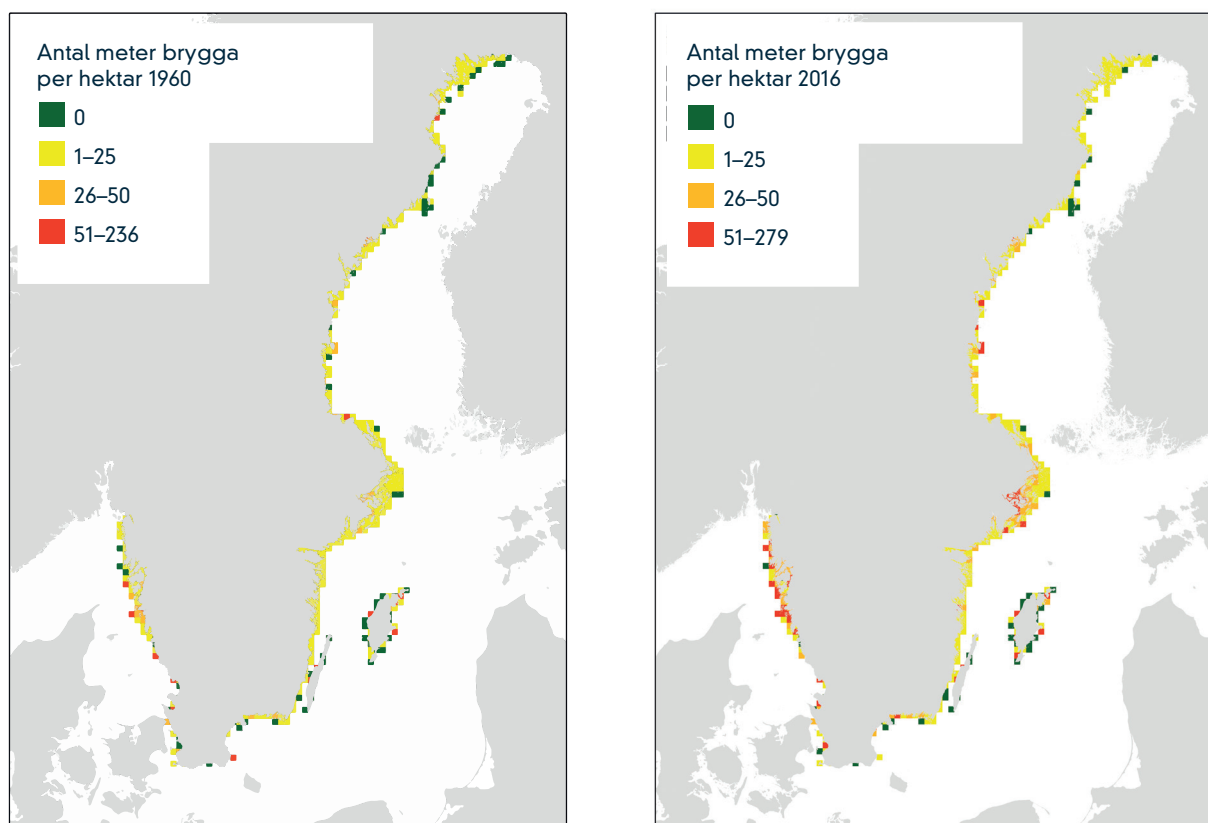 Antal meter brygga
per hektar 1960
0
1–25
26–50
51–236
Antal meter brygga
per hektar 2016
0
1–25
26–50
51–279